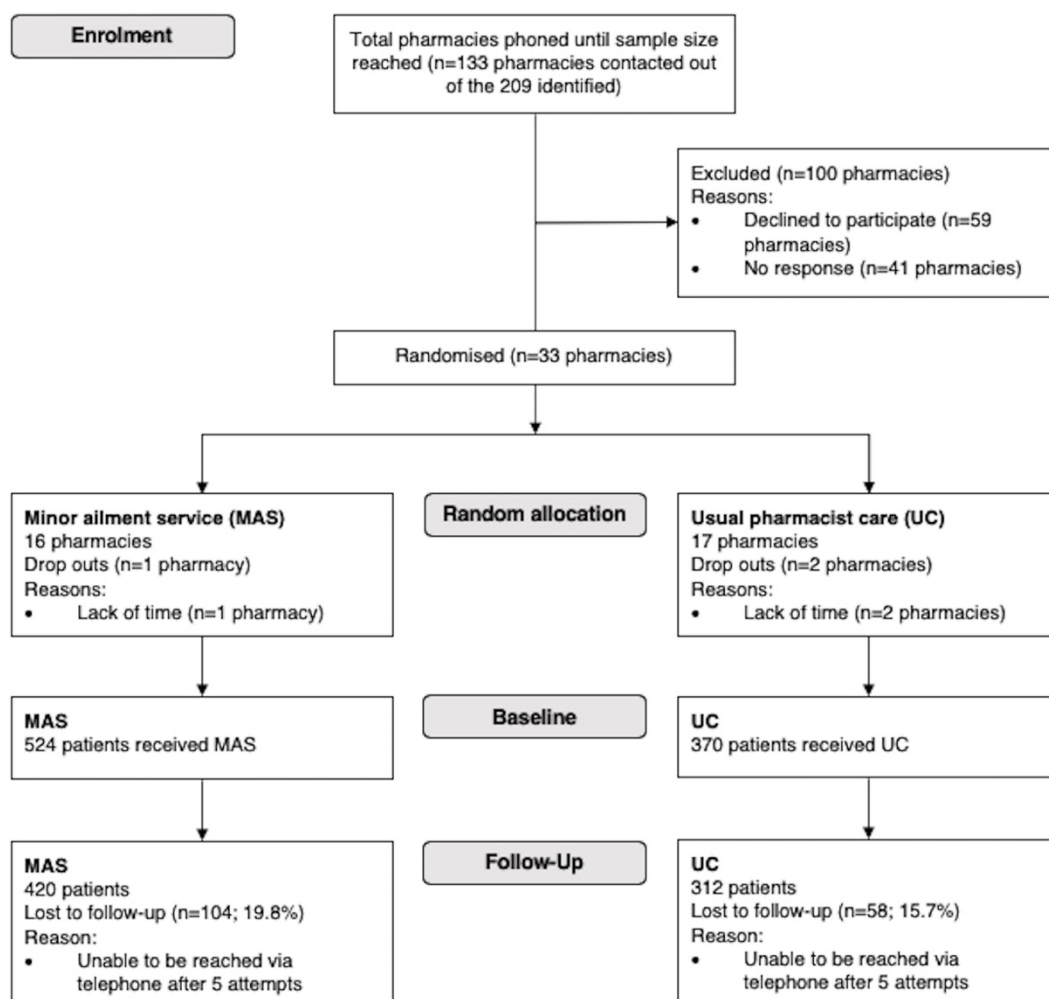 Enrolment
Total pharmacies phoned until sample size
reached (n=133 pharmacies contacted out
of the 209 identified)
Excluded (n=100 pharmacies)
Reasons:
• Declined to participate (n=59
pharmacies)
• No response (n=41 pharmacies)
Randomised (n=33 pharmacies)
Minor ailment service (MAS)
16 pharmacies
Drop outs (n=1 pharmacy)
Reasons:
• Lack of time (n=1 pharmacy)
Random allocation
Usual pharmacist care (UC)
17 pharmacies
Drop outs (n=2 pharmacies)
Reasons:
• Lack of time (n=2 pharmacies)
MAS
524 patients received MAS
Baseline
UC
370 patients received UC
MAS
420 patients
Lost to follow-up (n=104; 19.8%)
Reason:
• Unable to be reached via
telephone after 5 attempts
Follow-Up
UC
312 patients
Lost to follow-up (n=58; 15.7%)
Reason:
• Unable to be reached via
telephone after 5 attempts